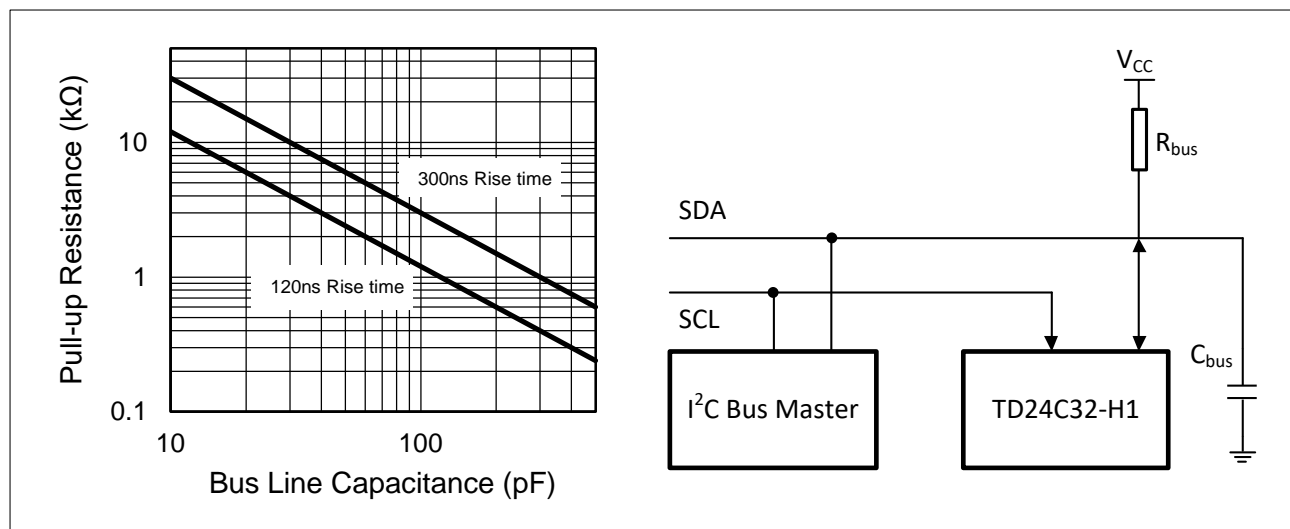 Pull-up Resistance (kΩ)
10
1
0.1
300ns Rise time
120ns Rise time
10
100
Bus Line Capacitance (pF)
VCC
Rbus
SDA
SCL
I²C Bus Master
TD24C32-H1
Cbus